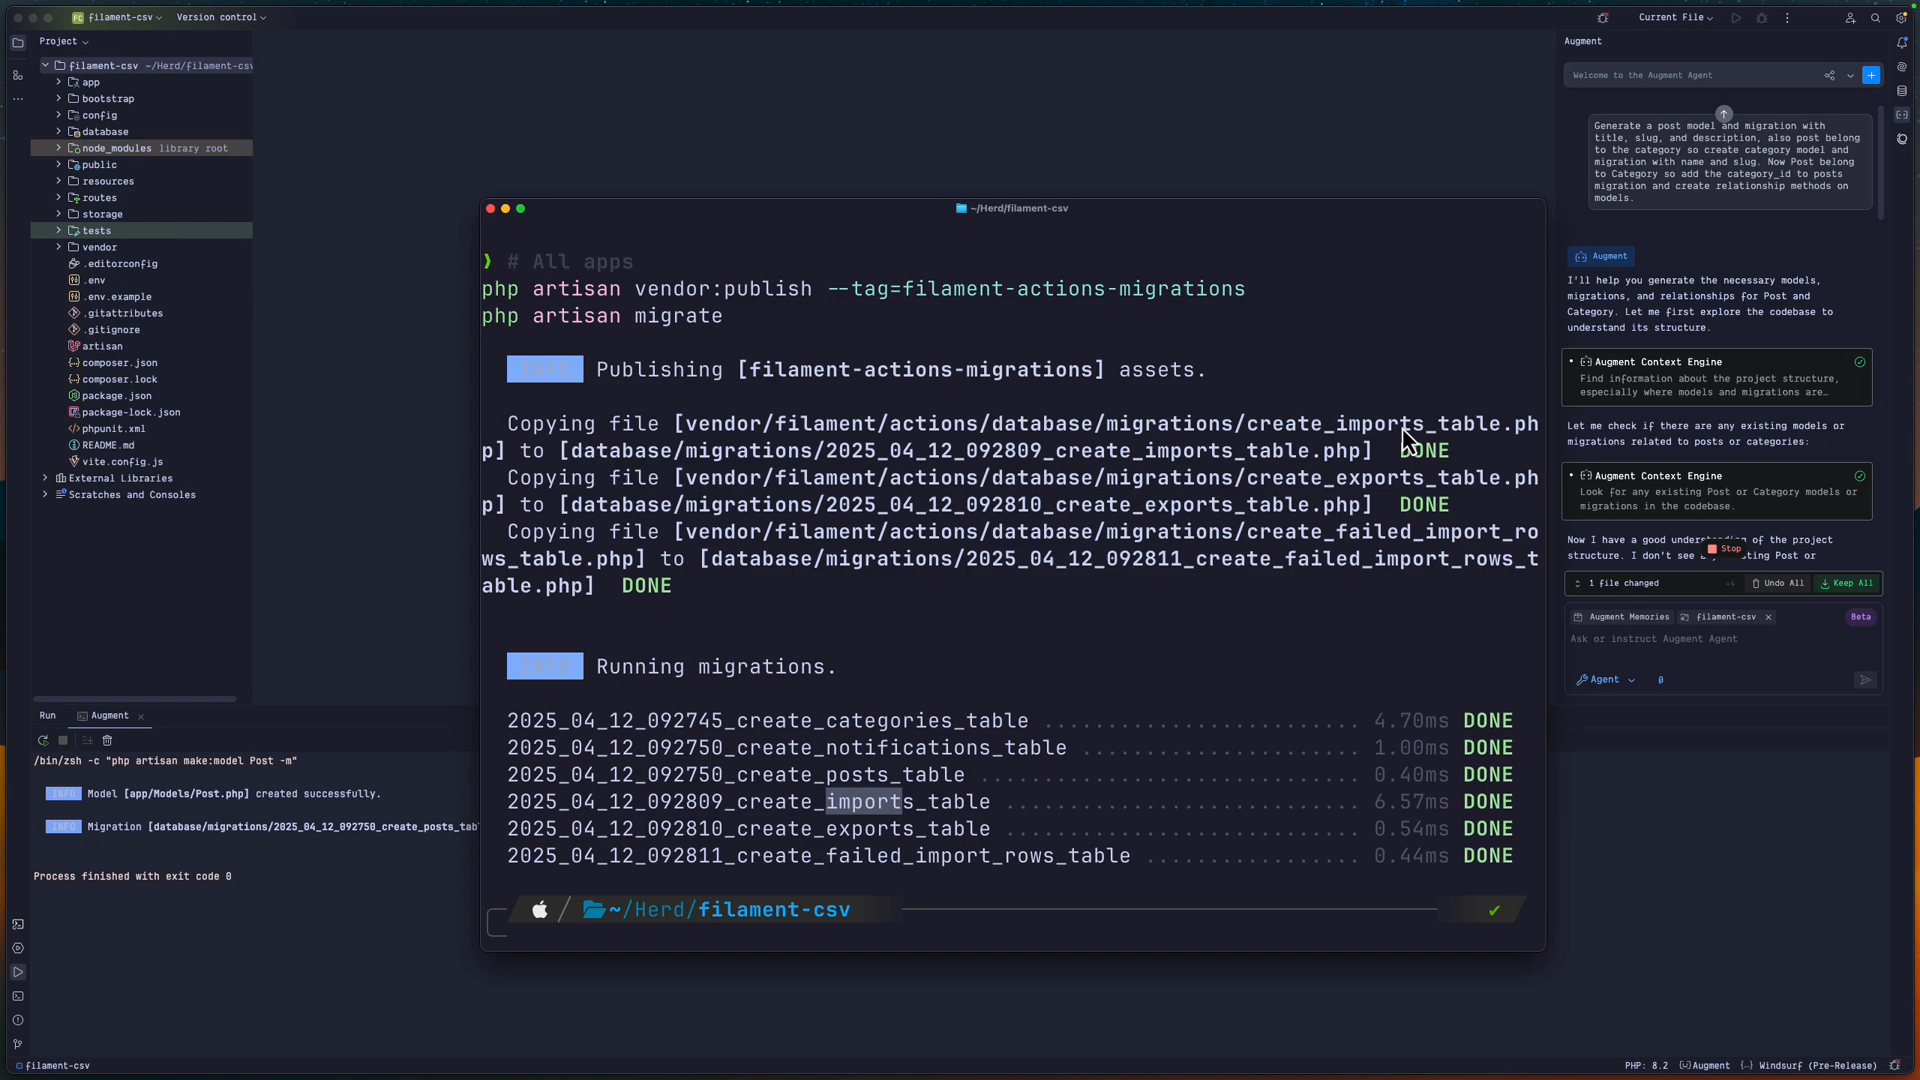 FC filament-csv
Version control
Current File
Project
filament-csv ~/Herd/filament-csv
app
bootstrap
config
database
node_modules library root
public
resources
routes
storage
tests
vendor
.editorconfig
.env
.env.example
.gitattributes
.gitignore
artisan
composer.json
composer.lock
package.json
package-lock.json
phpunit.xml
README.md
vite.config.js
External Libraries
Scratches and Consoles
Run
Augment
/bin/zsh -c "php artisan make:model Post -m"
INFO Model [app/Models/Post.php] created successfully.
INFO Migration [database/migrations/2025_04_12_092750_create_posts_tab
Process finished with exit code 0
~/Herd/filament-csv
❯ # All apps
php artisan vendor:publish --tag=filament-actions-migrations
php artisan migrate
INFO Publishing [filament-actions-migrations] assets.
Copying file [vendor/filament/actions/database/migrations/create_imports_table.ph
p] to [database/migrations/2025_04_12_092809_create_imports_table.php] DONE
Copying file [vendor/filament/actions/database/migrations/create_exports_table.ph
p] to [database/migrations/2025_04_12_092810_create_exports_table.php] DONE
Copying file [vendor/filament/actions/database/migrations/create_failed_import_ro
ws_table.php] to [database/migrations/2025_04_12_092811_create_failed_import_rows_t
able.php] DONE
INFO Running migrations.
2025_04_12_092745_create_categories_table ................... 4.70ms DONE
2025_04_12_092750_create_notifications_table ................ 1.00ms DONE
2025_04_12_092750_create_posts_table ........................ 0.40ms DONE
2025_04_12_092809_create_imports_table ...................... 6.57ms DONE
2025_04_12_092810_create_exports_table ...................... 0.54ms DONE
2025_04_12_092811_create_failed_import_rows_table ........... 0.44ms DONE
~/Herd/filament-csv
Augment
Welcome to the Augment Agent
Generate a post model and migration with
title, slug, and description, also post belong
to the category so create category model and
migration with name and slug. Now Post belong
to Category so add the category_id to posts
migration and create relationship methods on
models.
Augment
I'll help you generate the necessary models,
migrations, and relationships for Post and
Category. Let me first explore the codebase to
understand its structure.
Augment Context Engine
Find information about the project structure,
especially where models and migrations are…
Let me check if there are any existing models or
migrations related to posts or categories:
Augment Context Engine
Look for any existing Post or Category models or
migrations in the codebase.
Now I have a good understanding of the project
structure. I don't see any existing Post or
Stop
1 file changed
Undo All
Keep All
Augment Memories
filament-csv
Beta
Ask or instruct Augment Agent
Agent
filament-csv
PHP: 8.2
Augment
Windsurf (Pre-Release)